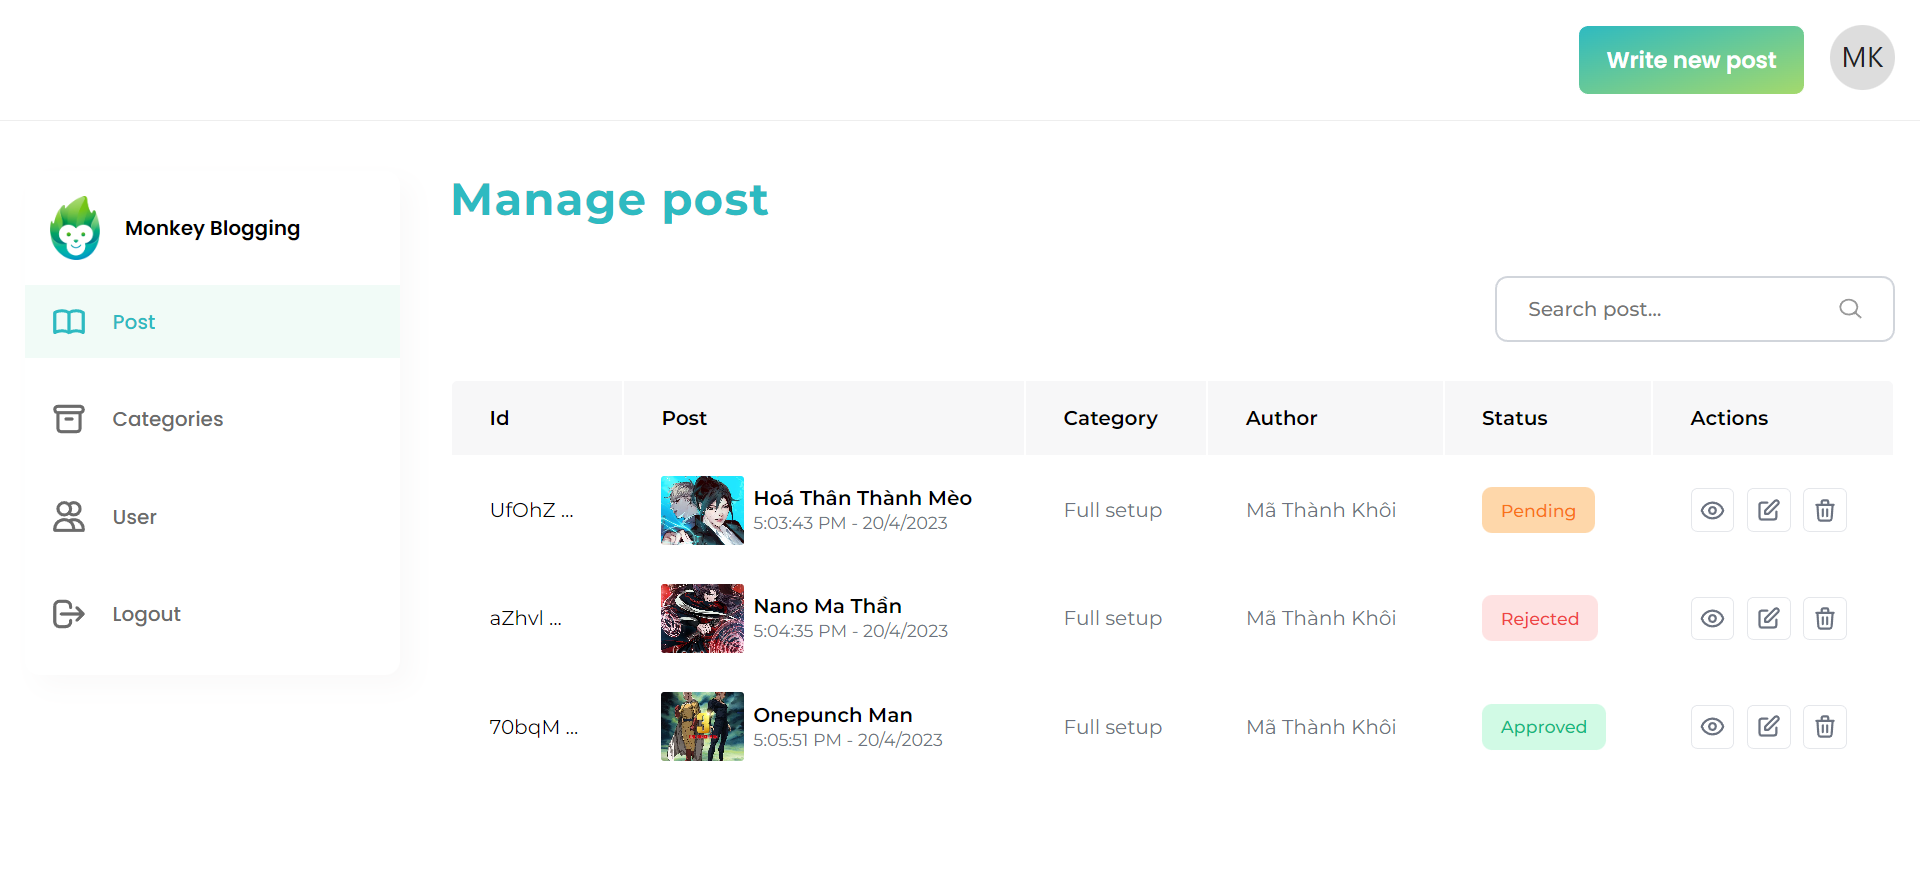 Write new post
MK
Monkey Blogging
Post
Categories
User
Logout
Manage post
Search post...
Id Post Category Author Status Actions
UfOhZ ... Hoá Thân Thành Mèo Full setup Mã Thành Khôi Pending
5:03:43 PM - 20/4/2023
aZhvl ... Nano Ma Thần Full setup Mã Thành Khôi Rejected
5:04:35 PM - 20/4/2023
70bqM ... Onepunch Man Full setup Mã Thành Khôi Approved
5:05:51 PM - 20/4/2023
3